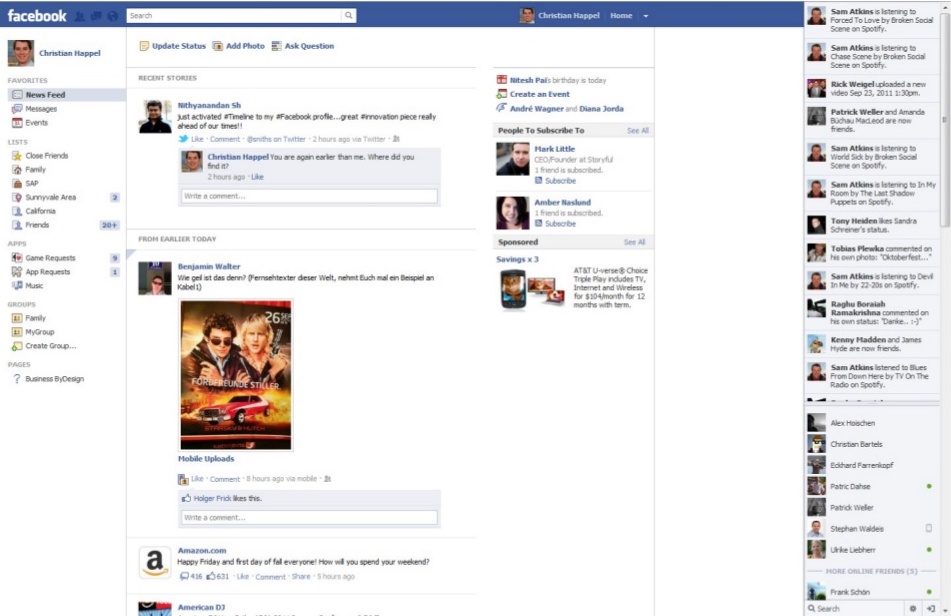 facebook
Search
Christian Happel Home
Christian Happel
FAVORITES
News Feed
Messages
Events
LISTS
Close Friends
Family
SAP
Sunnyvale Area 2
California
Friends 20+
APPS
Game Requests 9
App Requests 1
Music
GROUPS
Family
MyGroup
Create Group...
PAGES
Business ByDesign
Update Status Add Photo Ask Question
RECENT STORIES
Nithyanandan Sh
just activated #Timeline to my #Facebook profile...great #innovation piece really
ahead of our times!!
Like · Comment · @sniths on Twitter · 2 hours ago via Twitter ·
Christian Happel You are again earlier than me. Where did you
find it?
2 hours ago · Like
Write a comment...
FROM EARLIER TODAY
Benjamin Walter
Wie geil ist das denn? (Fernsehtexter dieser Welt, nehmt Euch mal ein Beispiel an
Kabel1)
26 SEP
FORDFREUNDE STILLER
STARSKY & HUTCH
Mobile Uploads
Like · Comment · 8 hours ago via mobile ·
Holger Frick likes this.
Write a comment...
Amazon.com
Happy Friday and first day of fall everyone! How will you spend your weekend?
416 631 · Like · Comment · Share · 5 hours ago
American DJ
Nitesh Pai's birthday is today
Create an Event
André Wagner and Diana Jorda
People To Subscribe To See All
Mark Little
CEO/Founder at Storyful
1 friend is subscribed.
Subscribe
Amber Naslund
1 friend is subscribed.
Subscribe
Sponsored See All
Savings x 3
AT&T U-verse® Choice
Triple Play includes TV,
Internet and Wireless
for $104/month for 12
months with term.
Sam Atkins is listening to
Forced To Love by Broken Social
Scene on Spotify.
Sam Atkins is listening to
Chase Scene by Broken Social
Scene on Spotify.
Rick Weigel uploaded a new
video Sep 23, 2011 1:30pm.
Patrick Weller and Amanda
Büchau MacLeod are now
friends.
Sam Atkins is listening to
World Sick by Broken Social
Scene on Spotify.
Sam Atkins is listening to In My
Room by The Last Shadow
Puppets on Spotify.
Tony Heiden likes Sandra
Schreiner's status.
Tobias Plewka commented on
his own photo: "Oktoberfest..."
Sam Atkins is listening to Devil
In Me by 22-20s on Spotify.
Raghu Boraiah
Ramakrishna commented on
his own status: "Danke.. :-)"
Kenny Madden and James
Hyde are now friends.
Sam Atkins listened to Blues
From Down Here by TV On The
Radio on Spotify.
Alex Hoischen
Christian Bartels
Eckhard Farrenkopf
Patric Dahse
Patrick Weller
Stephan Waldeis
Ulrike Liebherr
MORE ONLINE FRIENDS (5)
Frank Schön
Search